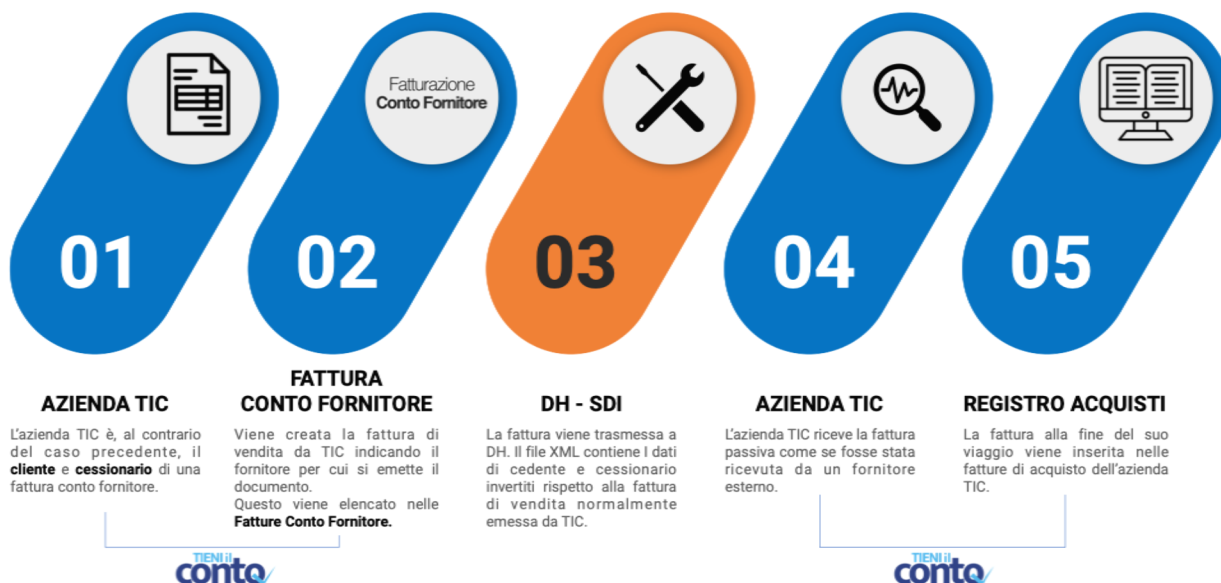 Fatturazione
Conto Fornitore
01
02
03
04
05
AZIENDA TIC
L'azienda TIC è, al contrario
del caso precedente, il
cliente e cessionario di una
fattura conto fornitore.
FATTURA
CONTO FORNITORE
Viene creata la fattura di
vendita da TIC indicando il
fornitore per cui si emette il
documento.
Questo viene elencato nelle
Fatture Conto Fornitore.
DH - SDI
La fattura viene trasmessa a
DH. Il file XML contiene I dati
di cedente e cessionario
invertiti rispetto alla fattura
di vendita normalmente
emessa da TIC.
AZIENDA TIC
L'azienda TIC riceve la fattura
passiva come se fosse stata
ricevuta da un fornitore
esterno.
REGISTRO ACQUISTI
La fattura alla fine del suo
viaggio viene inserita nelle
fatture di acquisto dell'azienda
TIC.
TIENI il
conto
TIENI il
conto